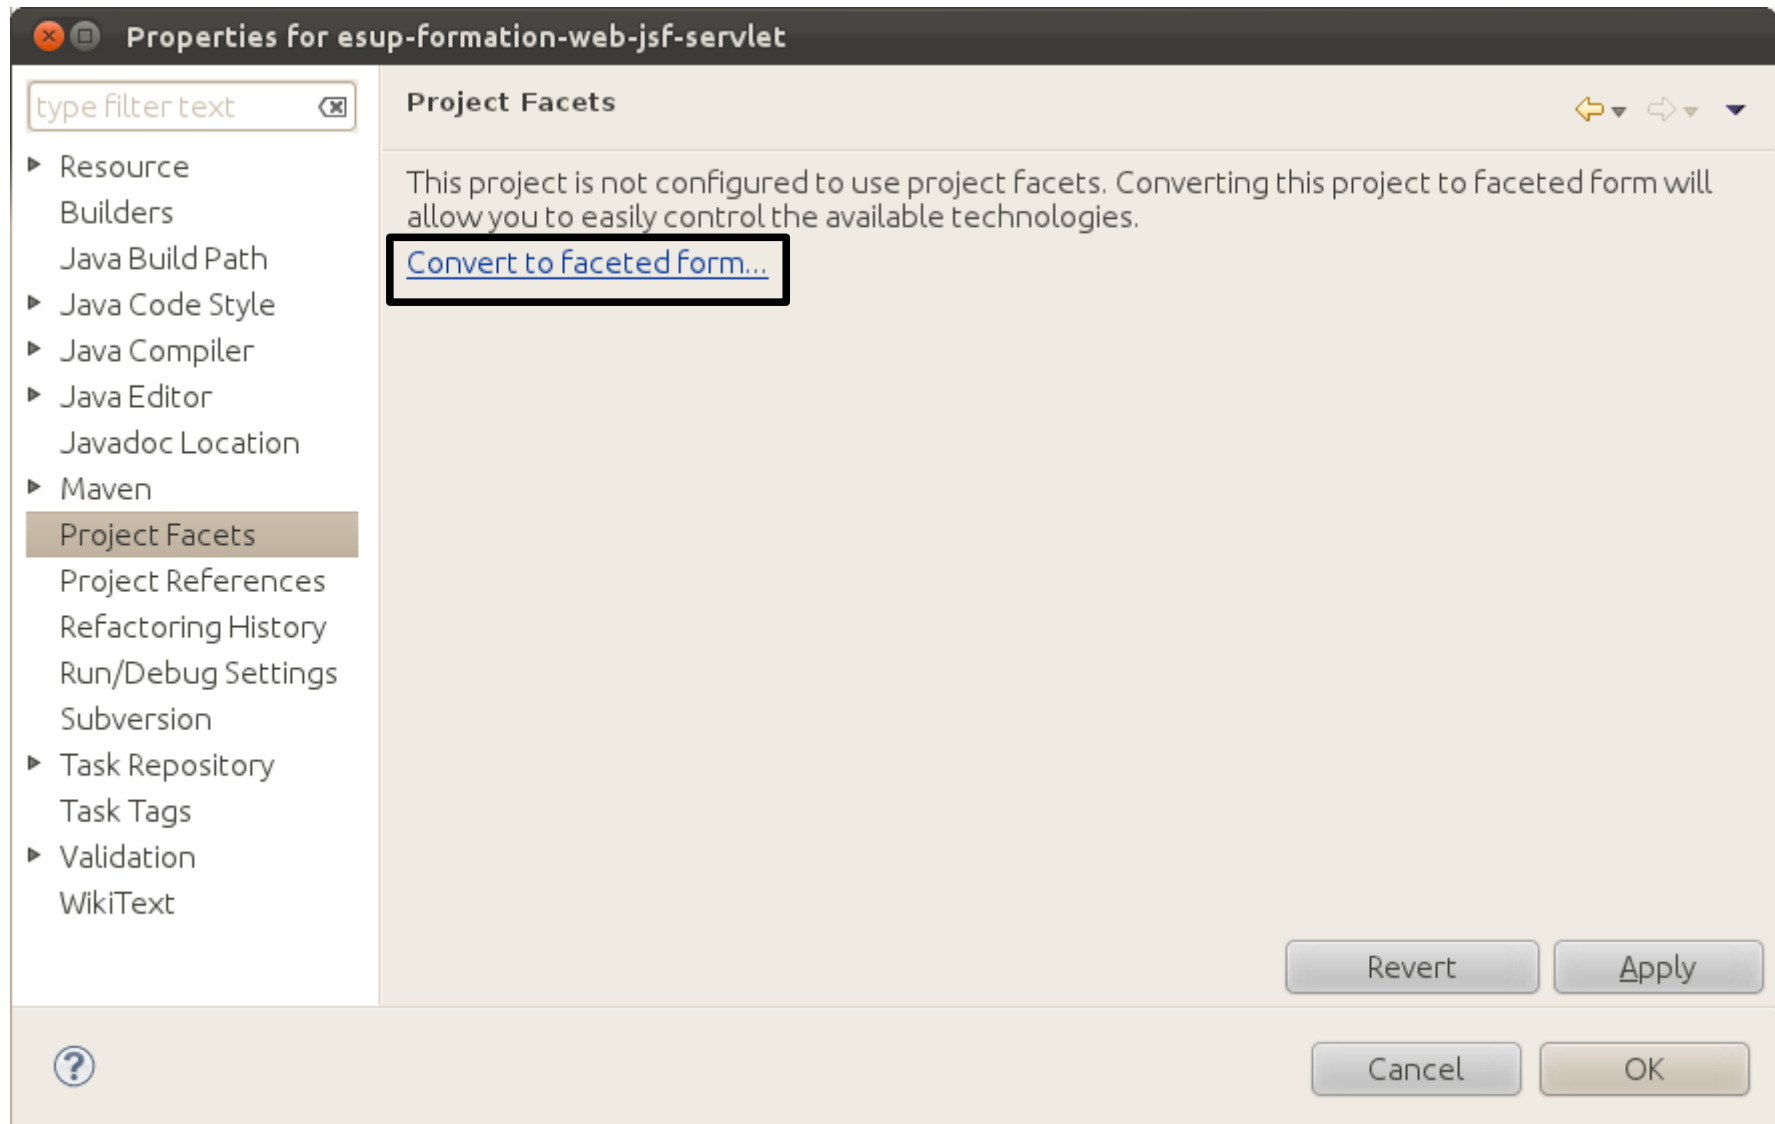 Properties for esup-formation-web-jsf-servlet
type filter text
Resource
Builders
Java Build Path
Java Code Style
Java Compiler
Java Editor
Javadoc Location
Maven
Project Facets
Project References
Refactoring History
Run/Debug Settings
Subversion
Task Repository
Task Tags
Validation
WikiText
Project Facets
This project is not configured to use project facets. Converting this project to faceted form will
allow you to easily control the available technologies.
Convert to faceted form...
Revert
Apply
?
Cancel
OK